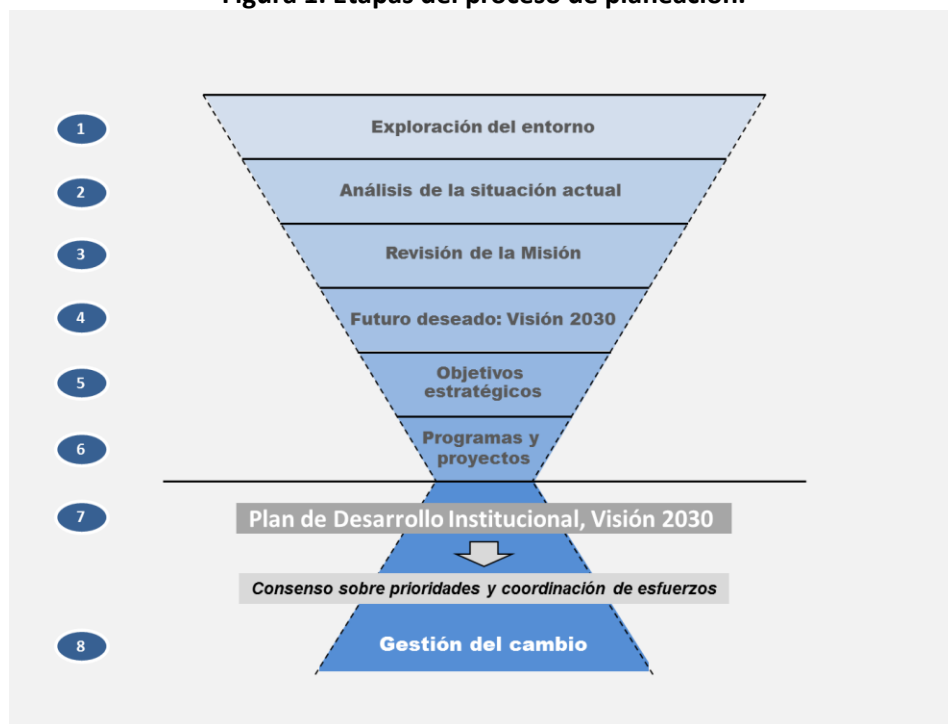 Figura 1. Etapas del proceso de planeación.
1
Exploración del entorno
2
Análisis de la situación actual
3
Revisión de la Misión
4
Futuro deseado: Visión 2030
5
Objetivos
estratégicos
6
Programas y
proyectos
7
Plan de Desarrollo Institucional, Visión 2030
Consenso sobre prioridades y coordinación de esfuerzos
8
Gestión del cambio